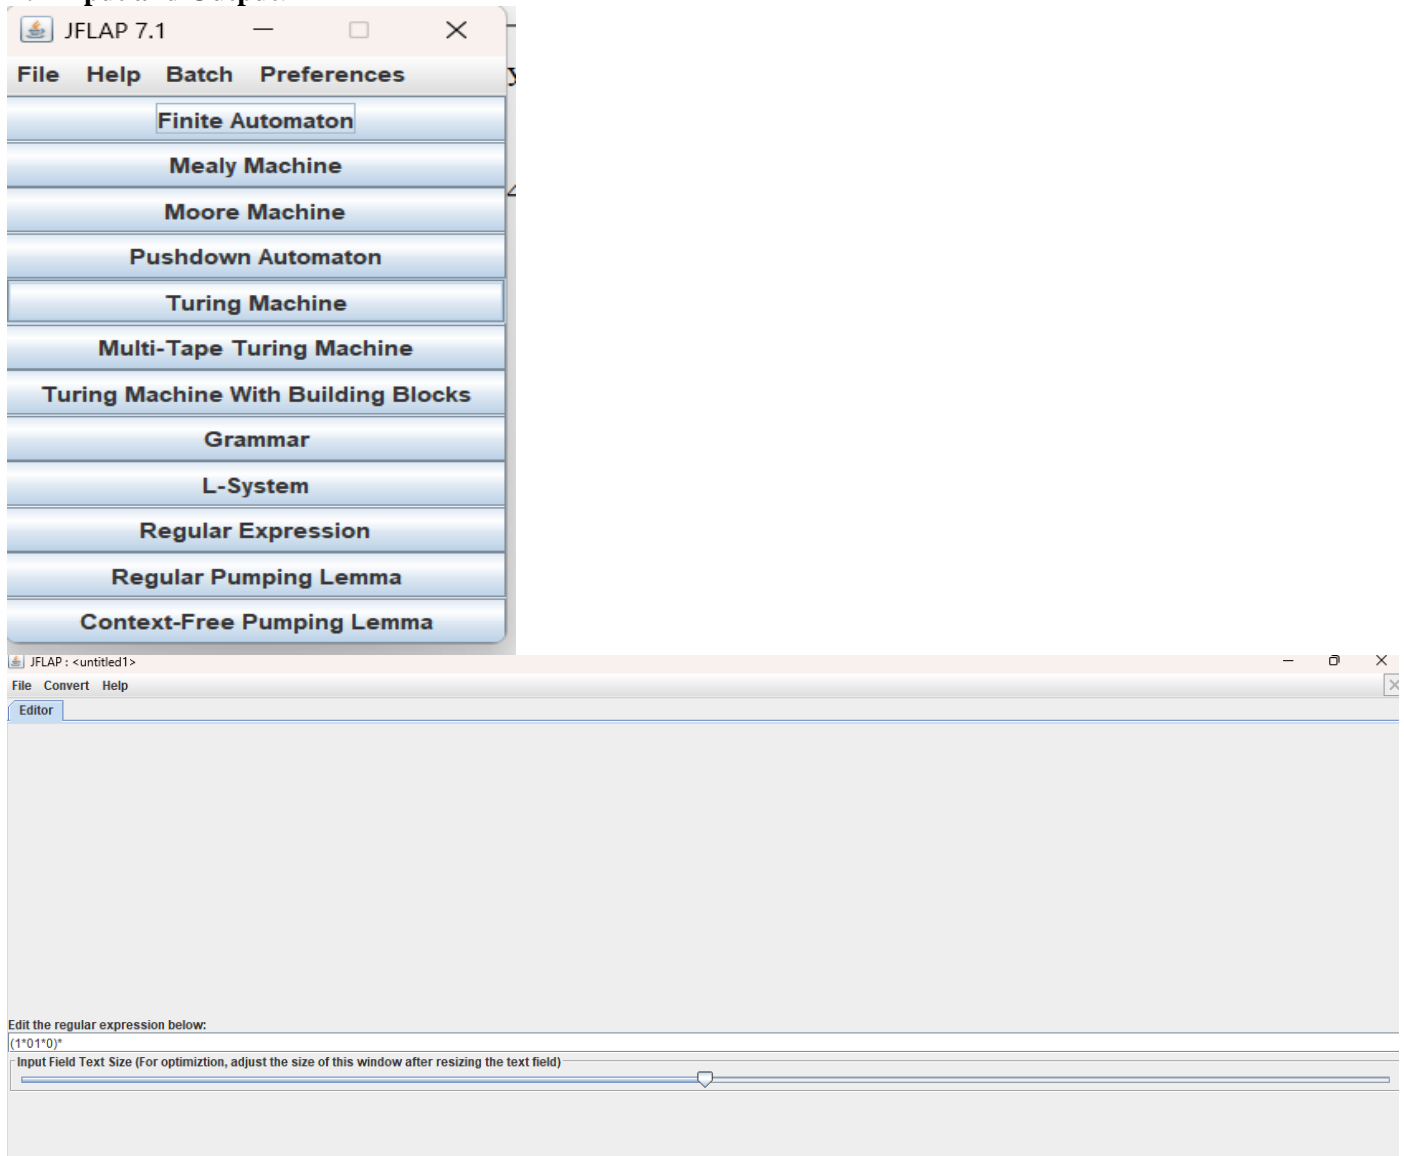 JFLAP 7.1
File Help Batch Preferences
Finite Automaton
Mealy Machine
Moore Machine
Pushdown Automaton
Turing Machine
Multi-Tape Turing Machine
Turing Machine With Building Blocks
Grammar
L-System
Regular Expression
Regular Pumping Lemma
Context-Free Pumping Lemma
JFLAP : <untitled1>
File Convert Help
Editor
Edit the regular expression below:
(1*01*0)*
Input Field Text Size (For optimiztion, adjust the size of this window after resizing the text field)